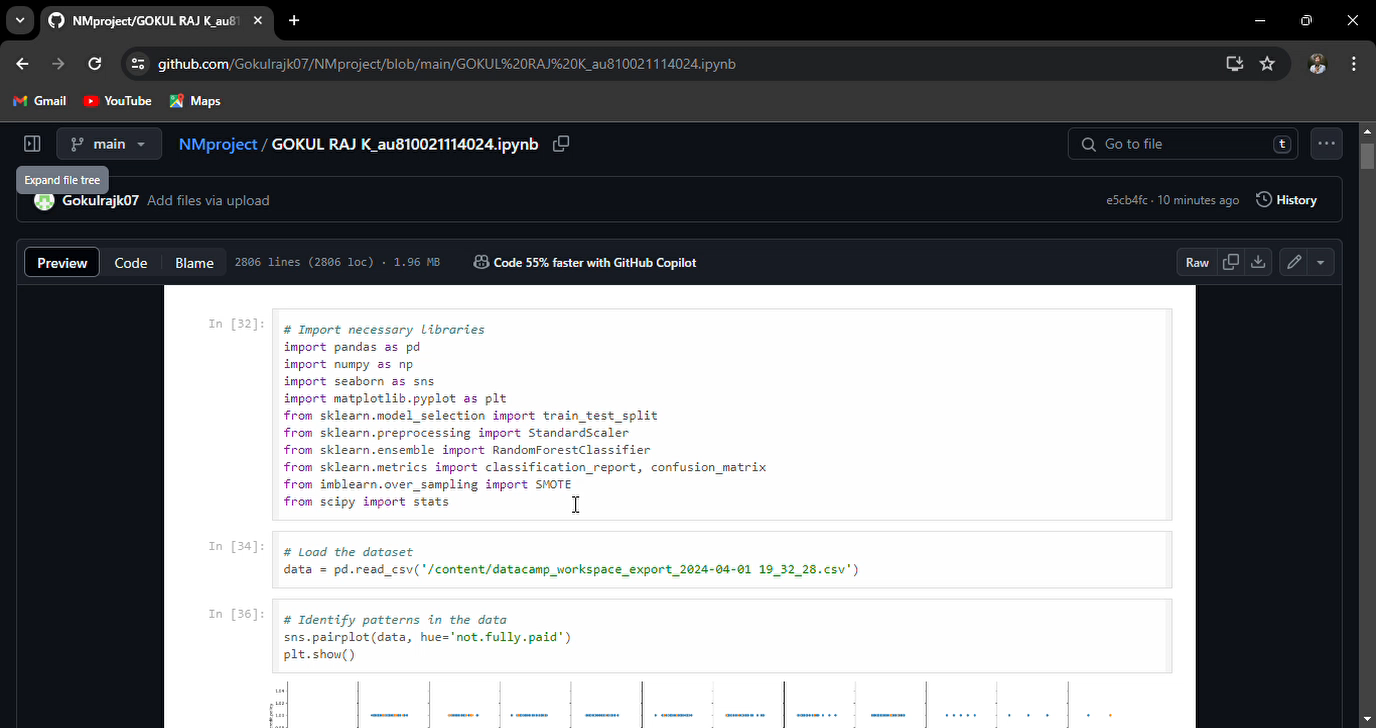 NMproject/GOKUL RAJ K_au81
github.com/Gokulrajk07/NMproject/blob/main/GOKUL%20RAJ%20K_au810021114024.ipynb
Gmail YouTube Maps
main NMproject / GOKUL RAJ K_au810021114024.ipynb Go to file t
Expand file tree
Gokulrajk07 Add files via upload e5cb4fc · 10 minutes ago History
Preview Code Blame 2806 lines (2806 loc) · 1.96 MB Code 55% faster with GitHub Copilot Raw
In [32]:
# Import necessary libraries
import pandas as pd
import numpy as np
import seaborn as sns
import matplotlib.pyplot as plt
from sklearn.model_selection import train_test_split
from sklearn.preprocessing import StandardScaler
from sklearn.ensemble import RandomForestClassifier
from sklearn.metrics import classification_report, confusion_matrix
from imblearn.over_sampling import SMOTE
from scipy import stats
In [34]:
# Load the dataset
data = pd.read_csv('/content/datacamp_workspace_export_2024-04-01 19_32_28.csv')
In [36]:
# Identify patterns in the data
sns.pairplot(data, hue='not.fully.paid')
plt.show()